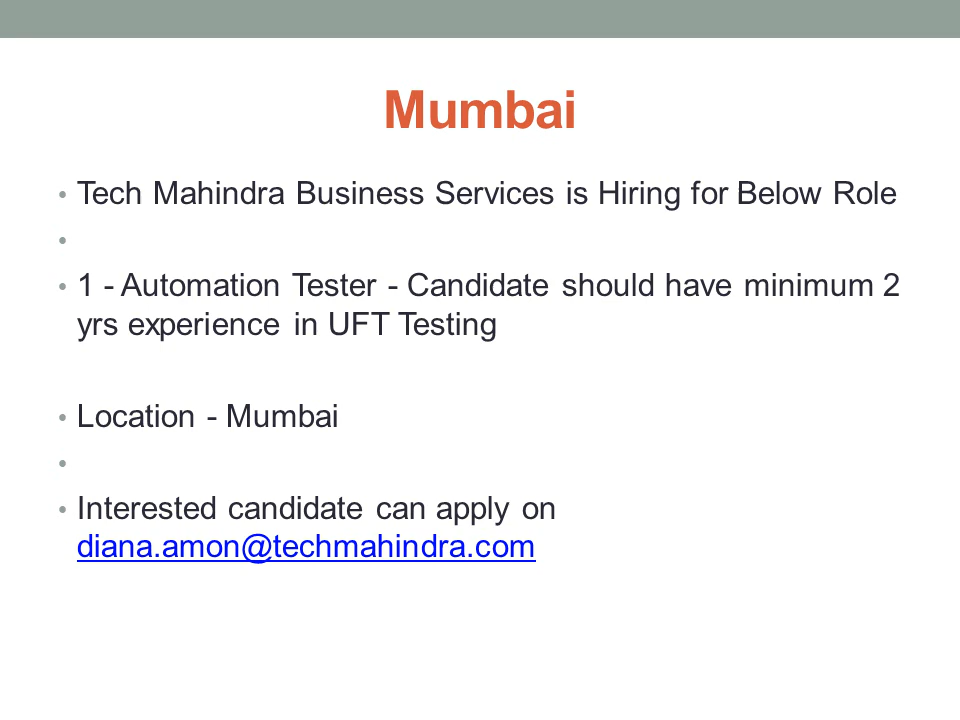 Mumbai
• Tech Mahindra Business Services is Hiring for Below Role
•
• 1 - Automation Tester - Candidate should have minimum 2
yrs experience in UFT Testing
• Location - Mumbai
•
• Interested candidate can apply on
diana.amon@techmahindra.com